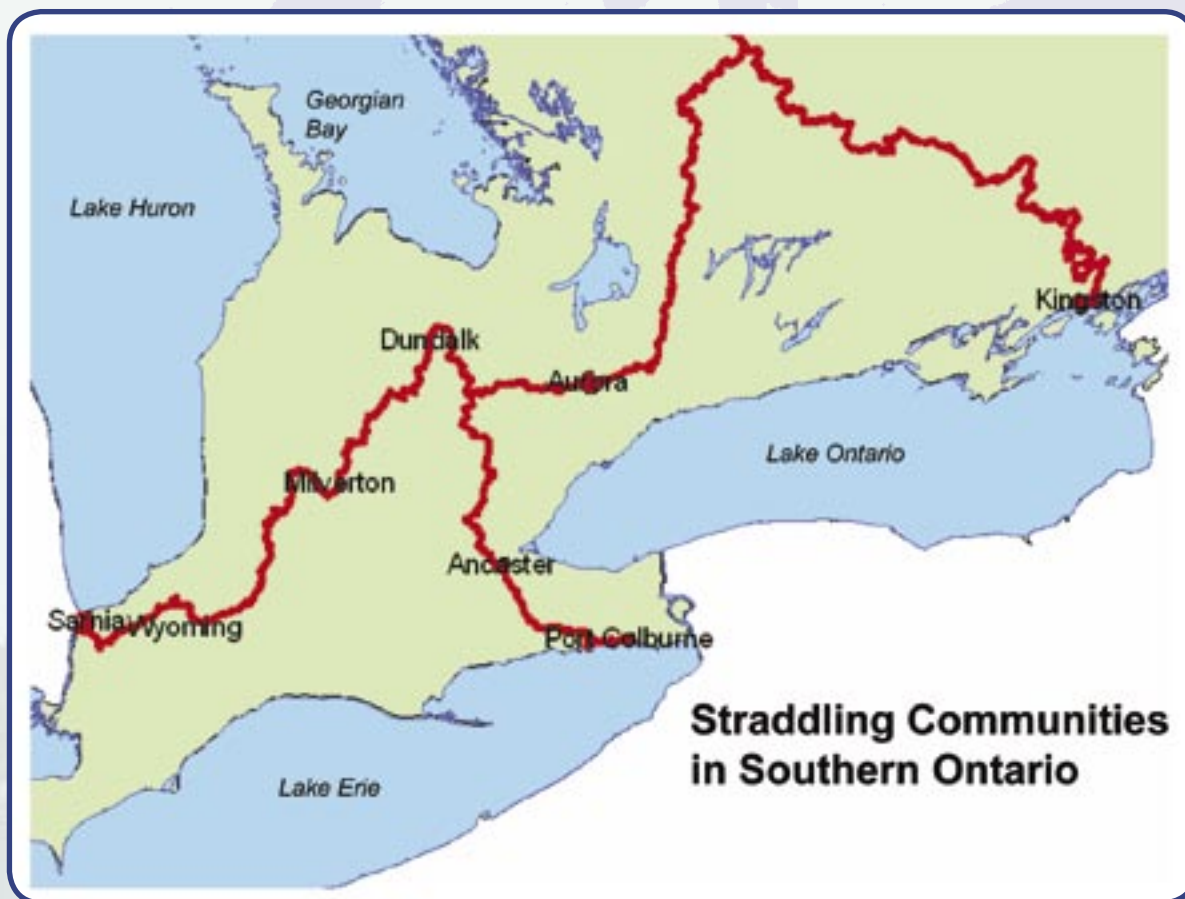 Georgian
Bay
Lake Huron
Kingston
Dundalk
Aurora
Lake Ontario
Milverton
Ancaster
Sarnia
Wyoming
Port Colburne
Straddling Communities
in Southern Ontario
Lake Erie